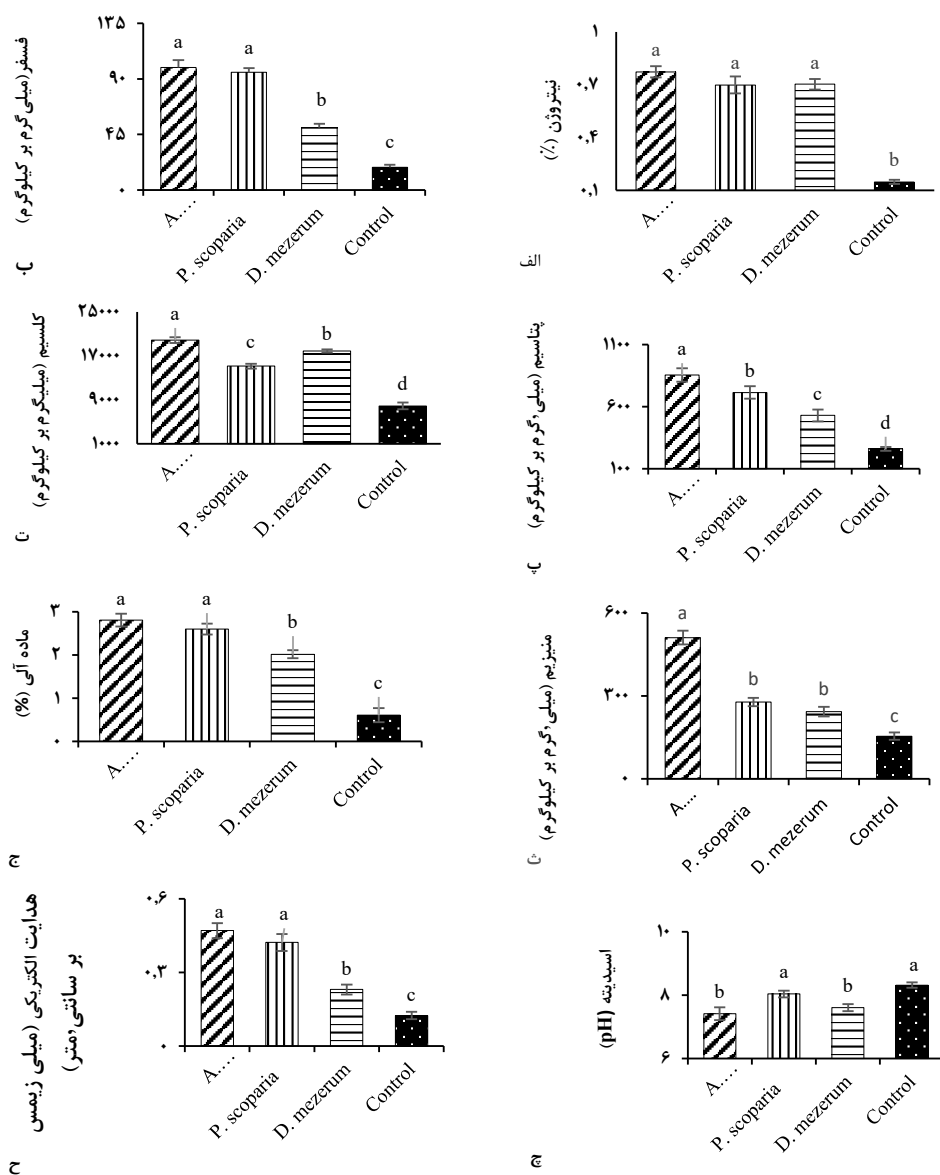 نیتروژن (٪)
۱
۰,۷
۰,۴
۰,۱
a
a
a
b
A.....
P. scoparia
D. mezerum
Control
الف
فسفر (میلی‌گرم بر کیلوگرم)
۱۳۵
۹۰
۴۵
۰
a
a
b
c
A.....
P. scoparia
D. mezerum
Control
ب
پتاسیم (میلی‌گرم بر کیلوگرم)
۱۱۰۰
۶۰۰
۱۰۰
a
b
c
d
A.....
P. scoparia
D. mezerum
Control
پ
کلسیم (میلیگرم بر کیلوگرم)
۲۵۰۰۰
۱۷۰۰۰
۹۰۰۰
۱۰۰۰
a
c
b
d
A.....
P. scoparia
D. mezerum
Control
ت
منیزیم (میلی‌گرم بر کیلوگرم)
۶۰۰
۳۰۰
۰
a
b
b
c
A....
P. scoparia
D. mezerum
Control
ث
ماده آلی (%)
۳
۲
۱
۰
a
a
b
c
A....
P. scoparia
D. mezerum
Control
ج
اسیدیته (pH)
۱۰
۸
۶
b
a
b
a
A....
P. scoparia
D. mezerum
Control
چ
هدایت الکتریکی (میلی زیمنس
بر سانتی‌متر)
۰,۶
۰,۳
۰
a
a
b
c
A....
P. scoparia
D. mezerum
Control
ح